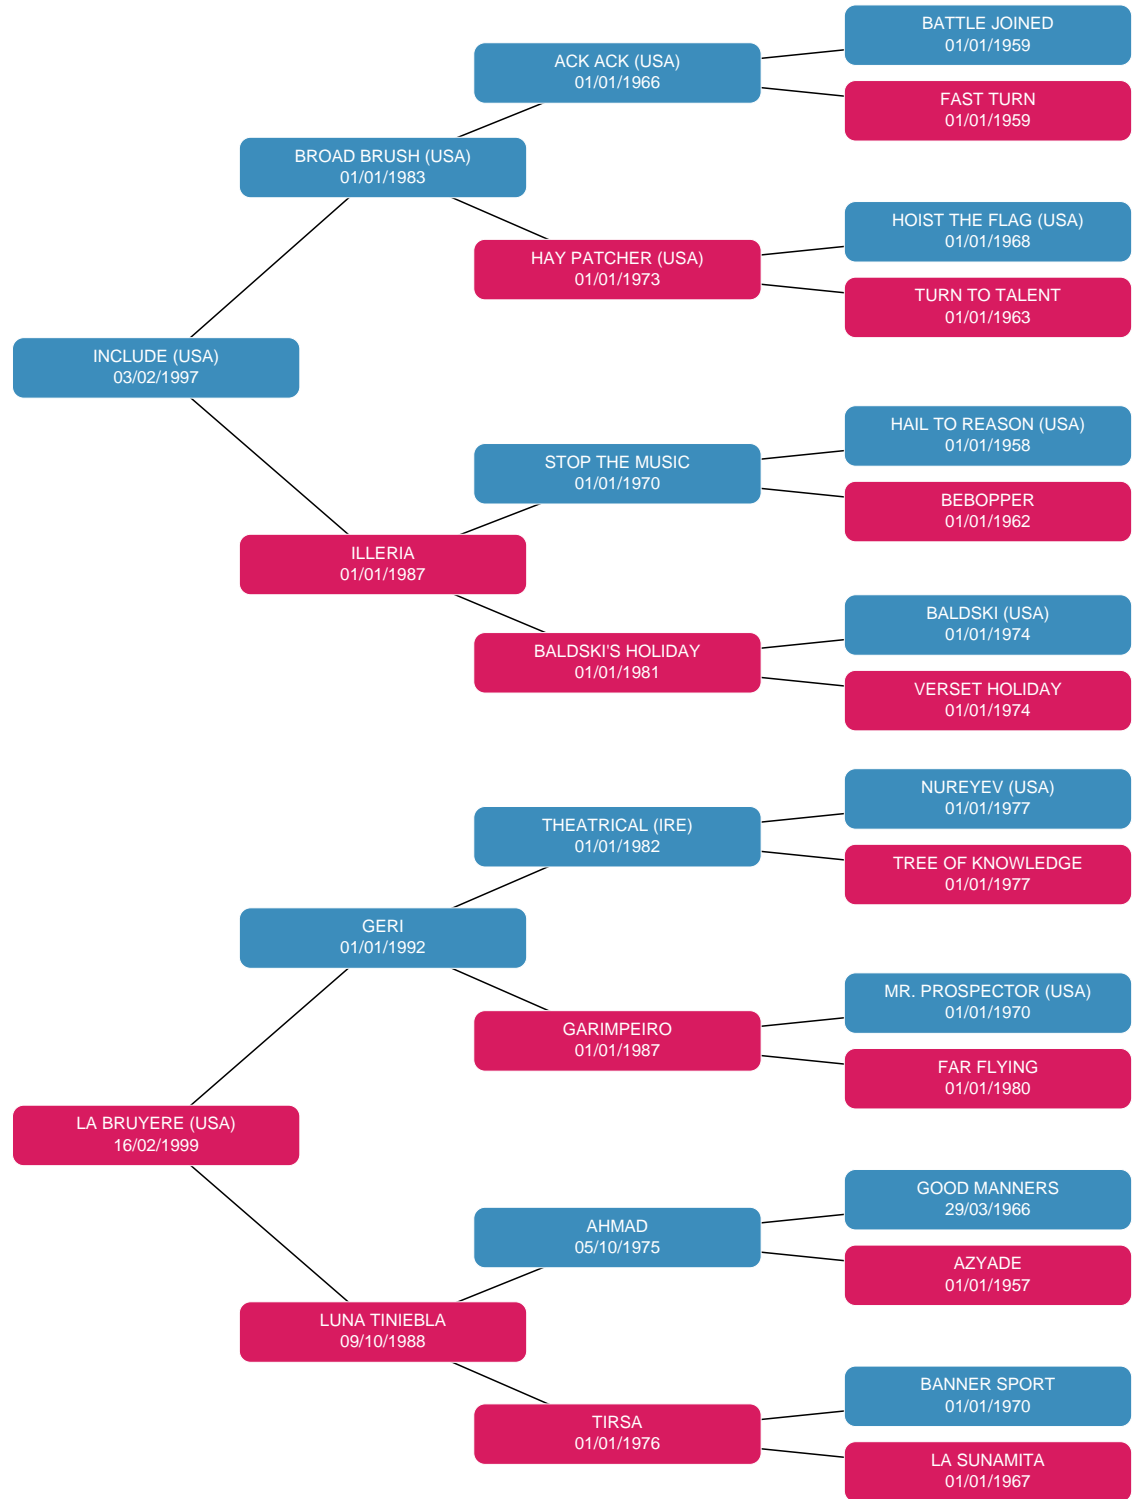 BATTLE JOINED
01/01/1959
ACK ACK (USA)
01/01/1966
FAST TURN
01/01/1959
BROAD BRUSH (USA)
01/01/1983
HOIST THE FLAG (USA)
01/01/1968
HAY PATCHER (USA)
01/01/1973
TURN TO TALENT
01/01/1963
INCLUDE (USA)
03/02/1997
HAIL TO REASON (USA)
01/01/1958
STOP THE MUSIC
01/01/1970
BEBOPPER
01/01/1962
ILLERIA
01/01/1987
BALDSKI (USA)
01/01/1974
BALDSKI'S HOLIDAY
01/01/1981
VERSET HOLIDAY
01/01/1974
NUREYEV (USA)
01/01/1977
THEATRICAL (IRE)
01/01/1982
TREE OF KNOWLEDGE
01/01/1977
GERI
01/01/1992
MR. PROSPECTOR (USA)
01/01/1970
GARIMPEIRO
01/01/1987
FAR FLYING
01/01/1980
LA BRUYERE (USA)
16/02/1999
GOOD MANNERS
29/03/1966
AHMAD
05/10/1975
AZYADE
01/01/1957
LUNA TINIEBLA
09/10/1988
BANNER SPORT
01/01/1970
TIRSA
01/01/1976
LA SUNAMITA
01/01/1967